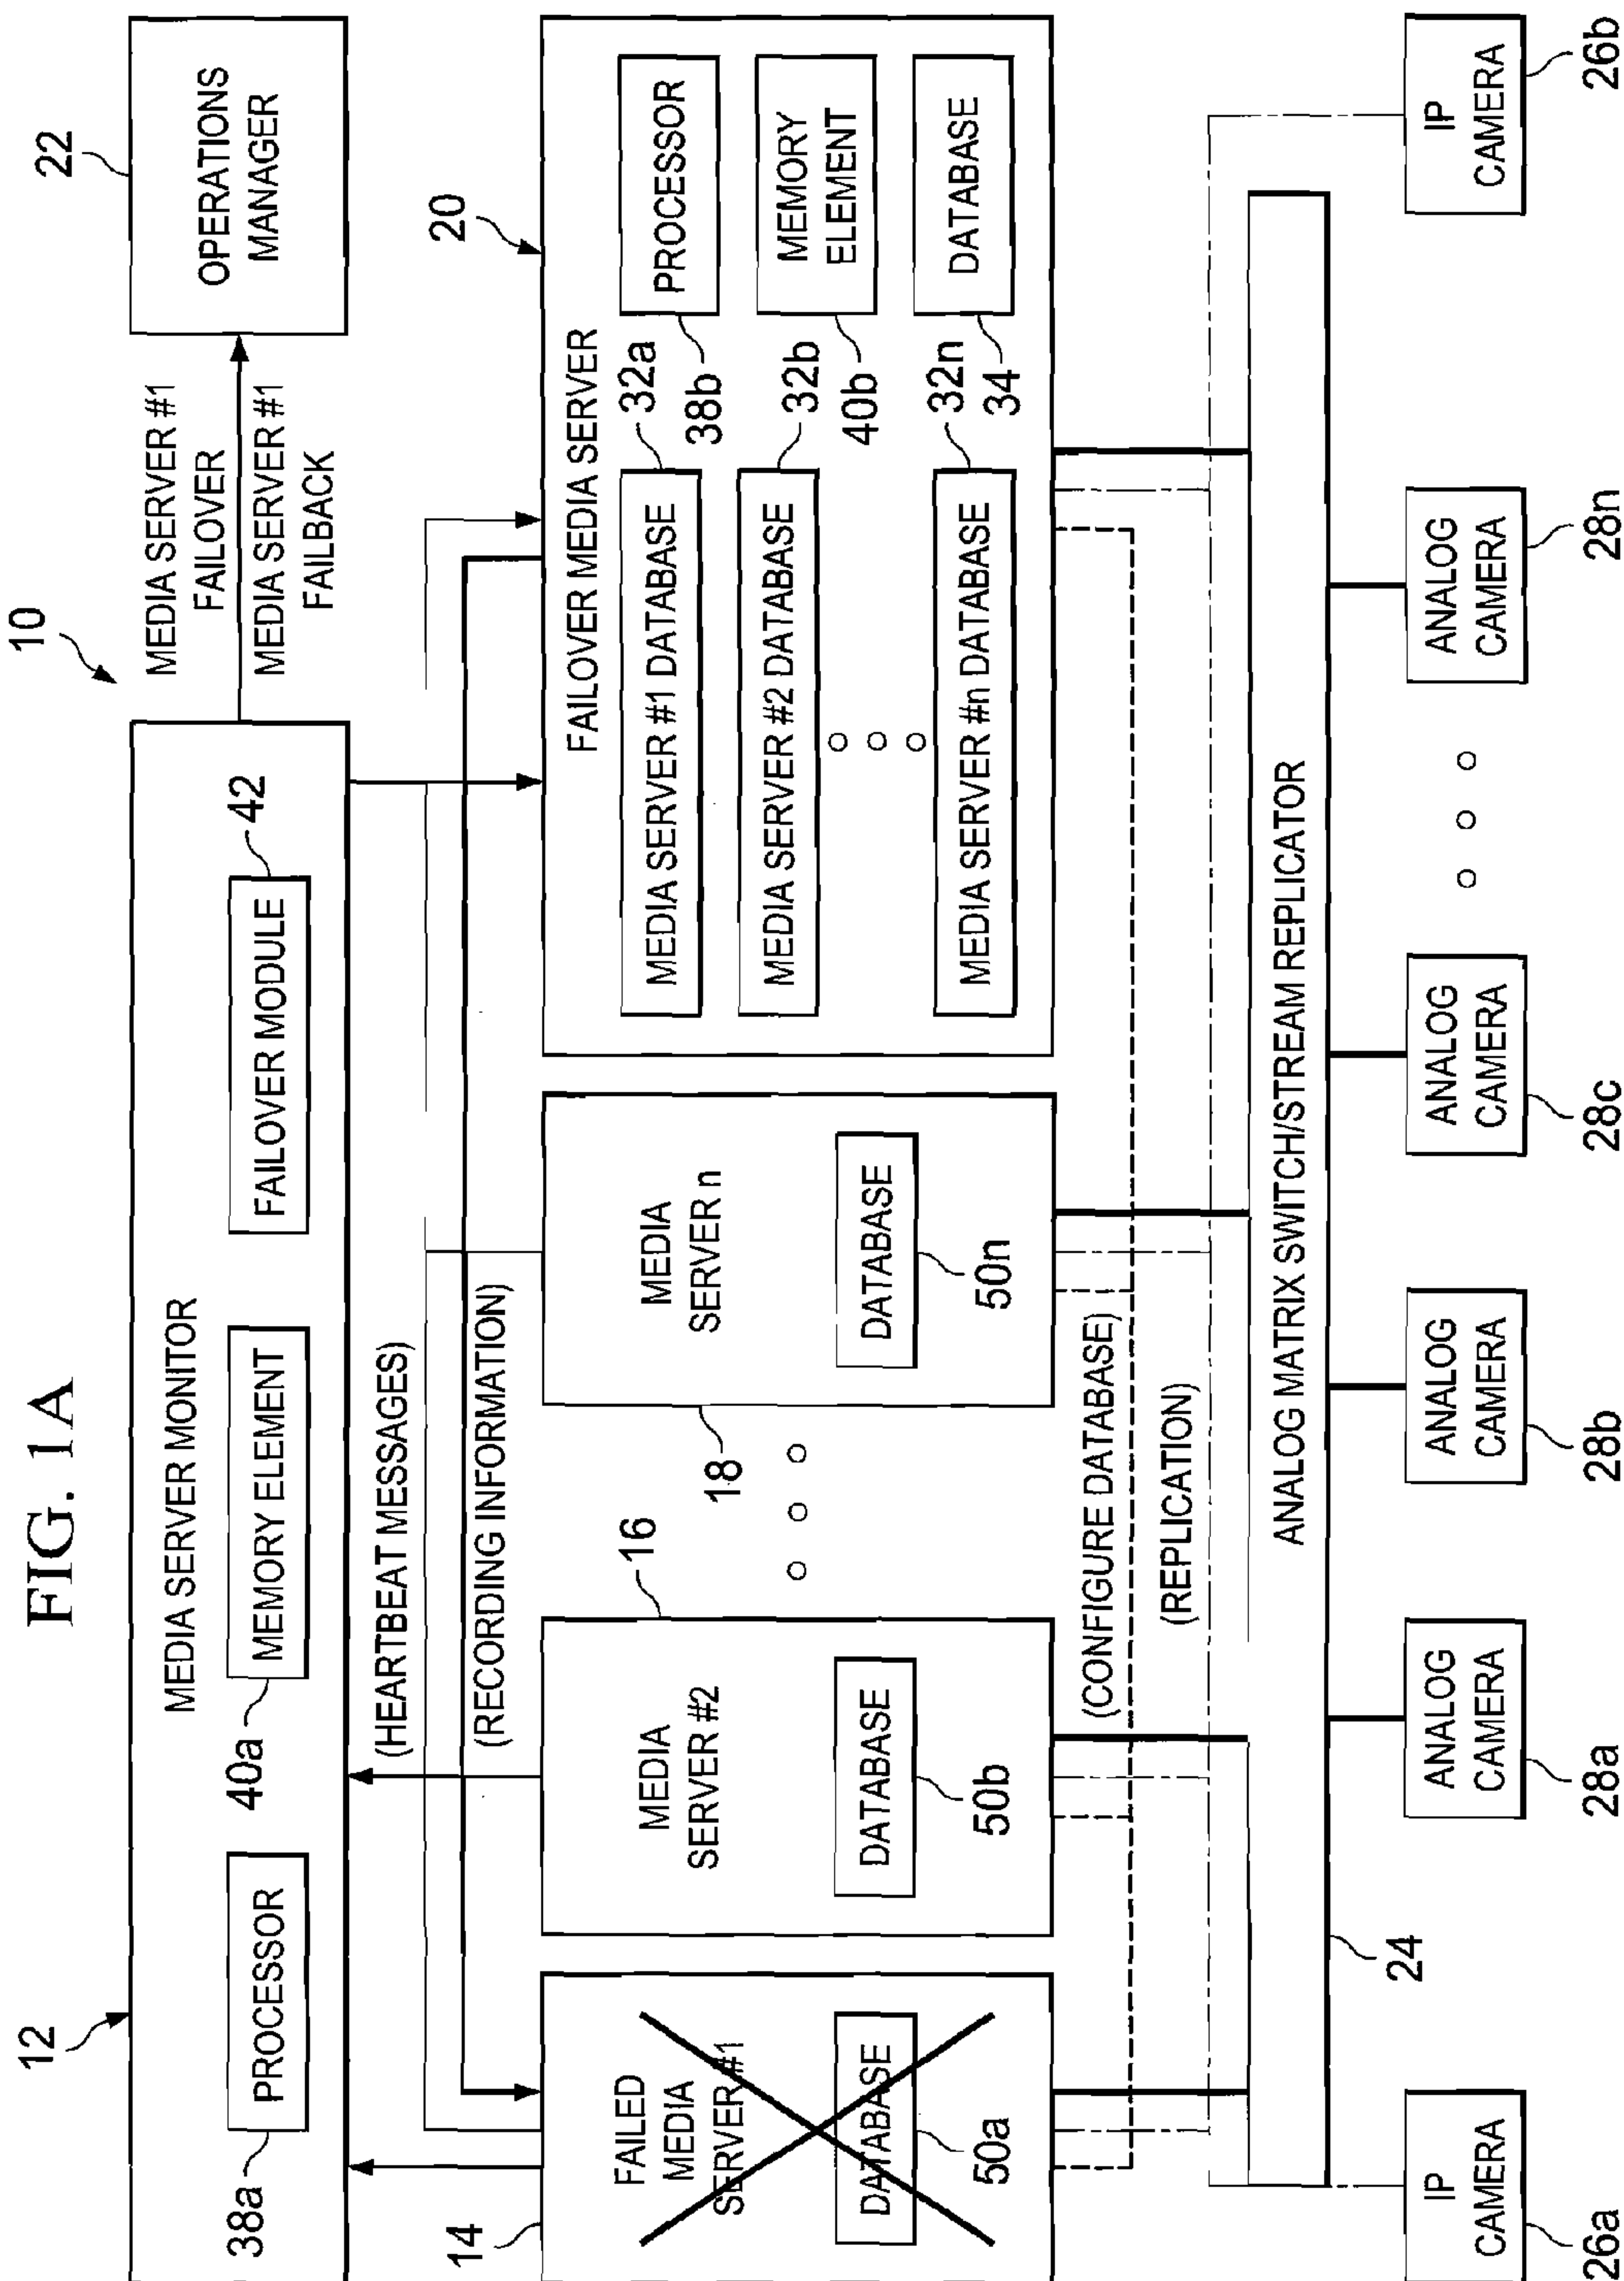 FIG. 1A
10
12
MEDIA SERVER MONITOR
PROCESSOR
38a
MEMORY ELEMENT
40a
FAILOVER MODULE
42
MEDIA SERVER #1
FAILOVER
MEDIA SERVER #1
FAILBACK
22
OPERATIONS
MANAGER
(HEARTBEAT MESSAGES)
(RECORDING INFORMATION)
14
FAILED
MEDIA
SERVER #1
DATABASE
50a
16
MEDIA
SERVER #2
DATABASE
50b
18
MEDIA
SERVER n
DATABASE
50n
20
FAILOVER MEDIA SERVER
MEDIA SERVER #1 DATABASE
32a
MEDIA SERVER #2 DATABASE
32b
MEDIA SERVER #n DATABASE
32n
PROCESSOR
38b
MEMORY
ELEMENT
40b
DATABASE
34
(CONFIGURE DATABASE)
(REPLICATION)
ANALOG MATRIX SWITCH/STREAM REPLICATOR
24
IP
CAMERA
26a
ANALOG
CAMERA
28a
ANALOG
CAMERA
28b
ANALOG
CAMERA
28c
ANALOG
CAMERA
28n
IP
CAMERA
26b